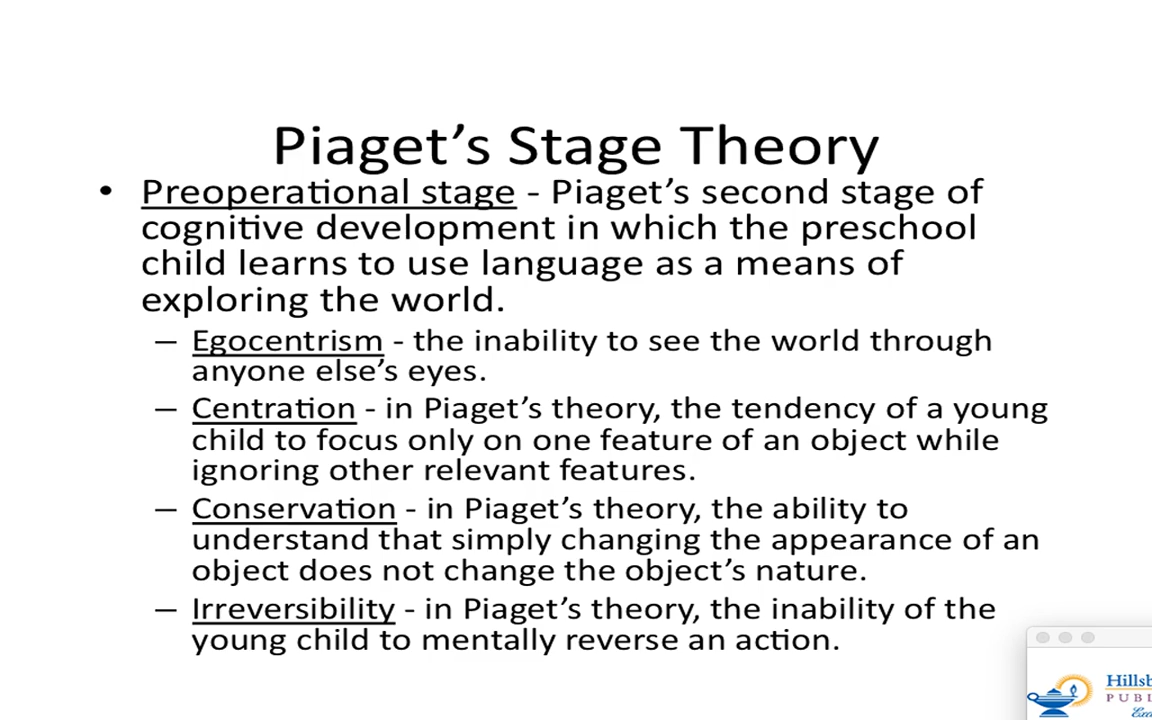 Piaget's Stage Theory
• Preoperational stage - Piaget's second stage of
cognitive development in which the preschool
child learns to use language as a means of
exploring the world.
– Egocentrism - the inability to see the world through
anyone else's eyes.
– Centration - in Piaget's theory, the tendency of a young
child to focus only on one feature of an object while
ignoring other relevant features.
– Conservation - in Piaget's theory, the ability to
understand that simply changing the appearance of an
object does not change the object's nature.
– Irreversibility - in Piaget's theory, the inability of the
young child to mentally reverse an action.